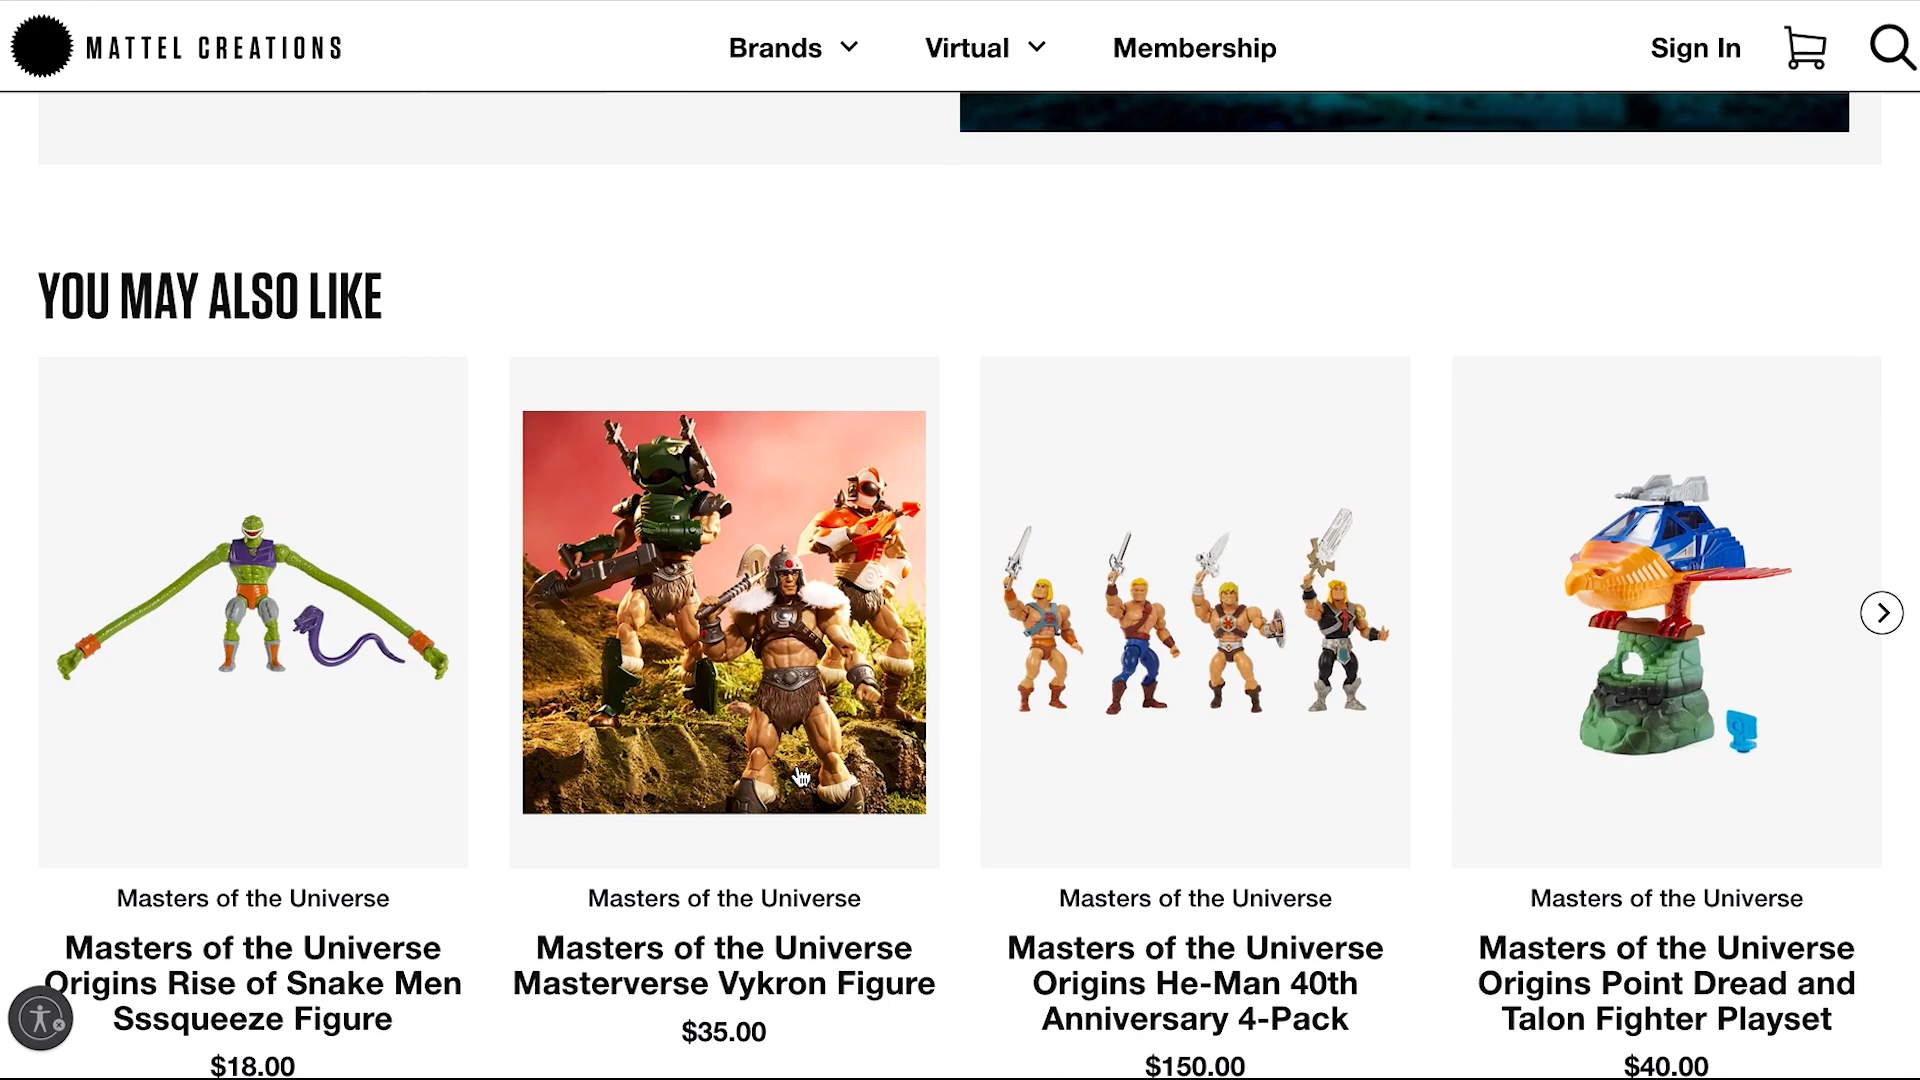 MATTEL CREATIONS
Brands
Virtual
Membership
Sign In
YOU MAY ALSO LIKE
Masters of the Universe
Masters of the Universe
Origins Rise of Snake Men
Sssqueeze Figure
$18.00
Masters of the Universe
Masters of the Universe
Masterverse Vykron Figure
$35.00
Masters of the Universe
Masters of the Universe
Origins He-Man 40th
Anniversary 4-Pack
$150.00
Masters of the Universe
Masters of the Universe
Origins Point Dread and
Talon Fighter Playset
$40.00